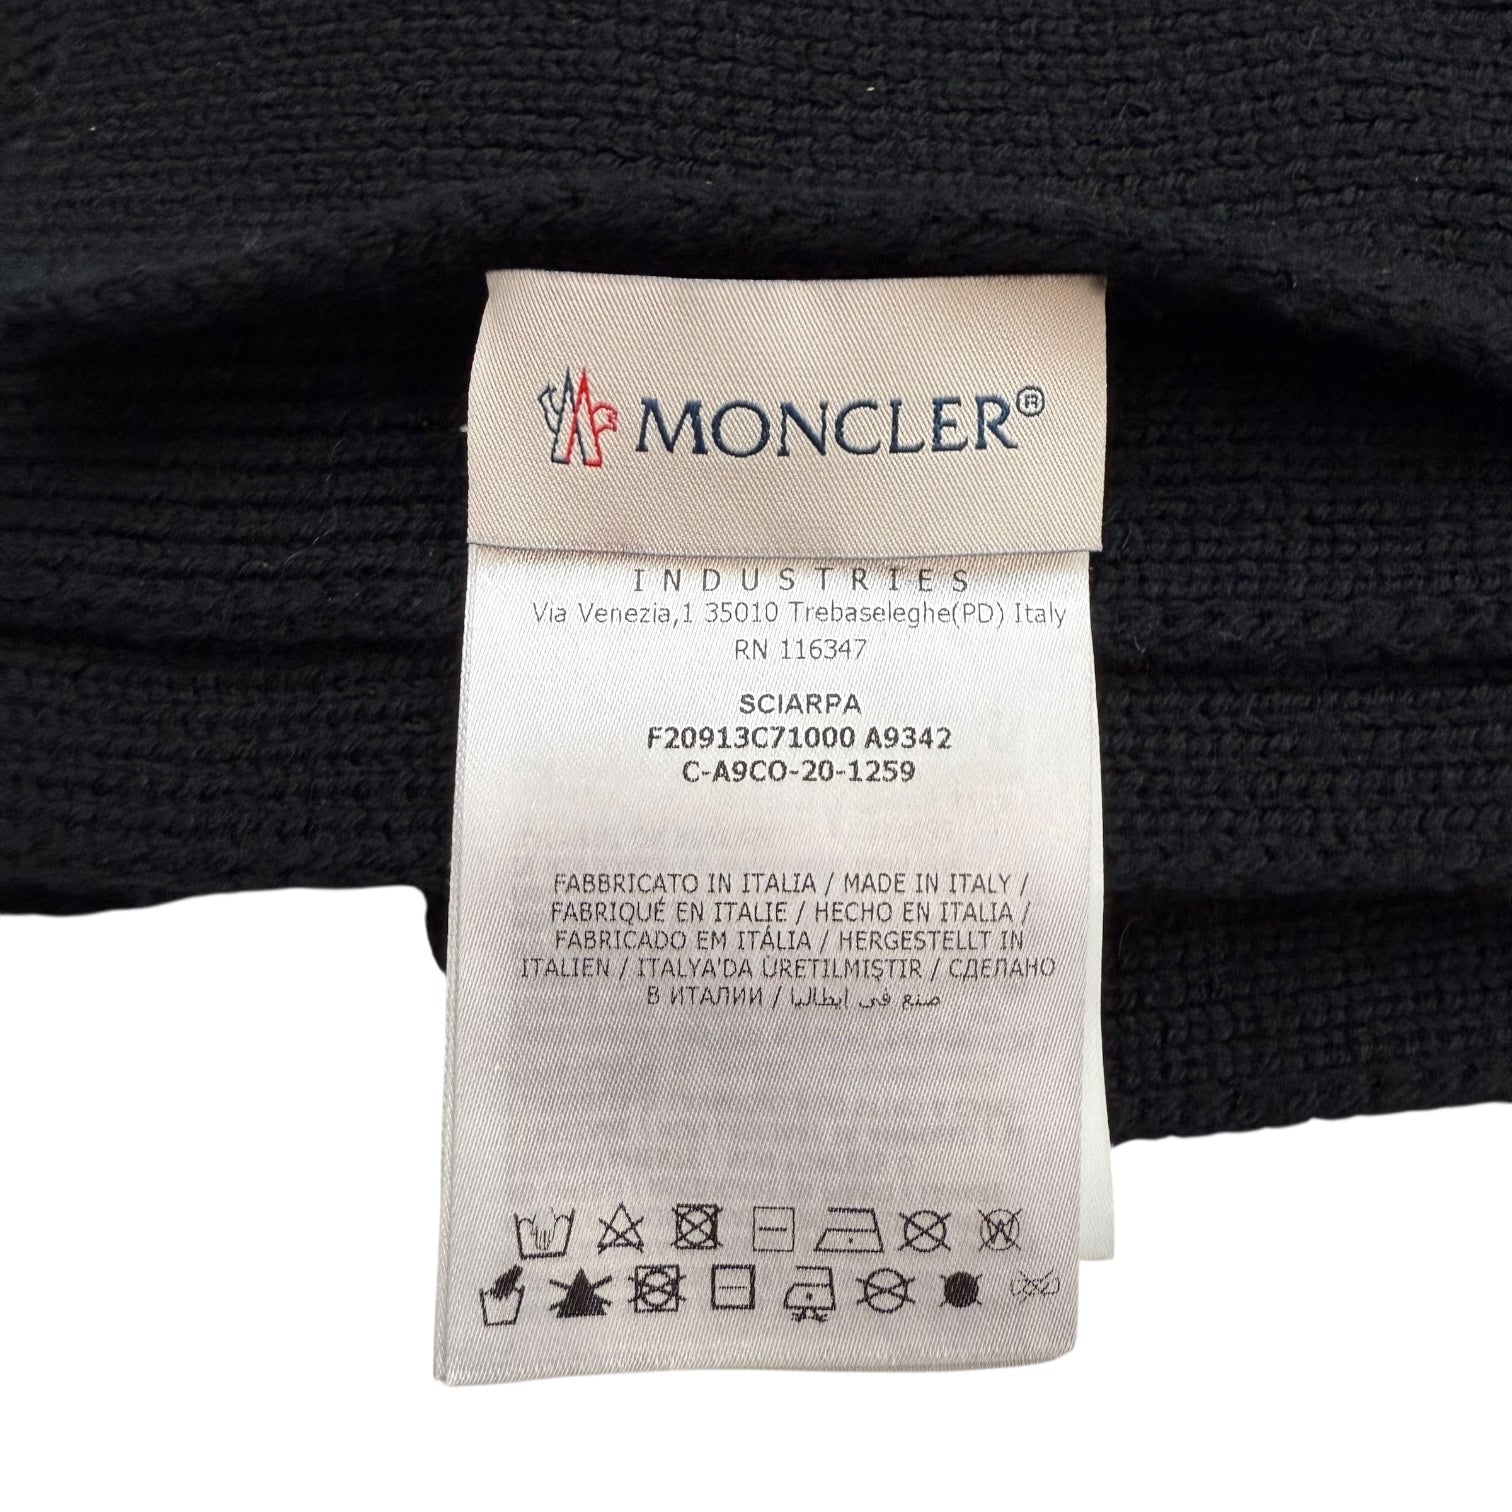 MONCLER®
INDUSTRIES
Via Venezia,1 35010 Trebaseleghe(PD) Italy
RN 116347
SCIARPA
F20913C71000 A9342
C-A9CO-20-1259
FABBRICATO IN ITALIA / MADE IN ITALY /
FABRIQUÉ EN ITALIE / HECHO EN ITALIA /
FABRICADO EM ITÁLIA / HERGESTELLT IN
ITALIEN / ITALYA'DA ÜRETILMIŞTIR / СДЕЛАНО
В ИТАЛИИ / صنع في ايطاليا
W